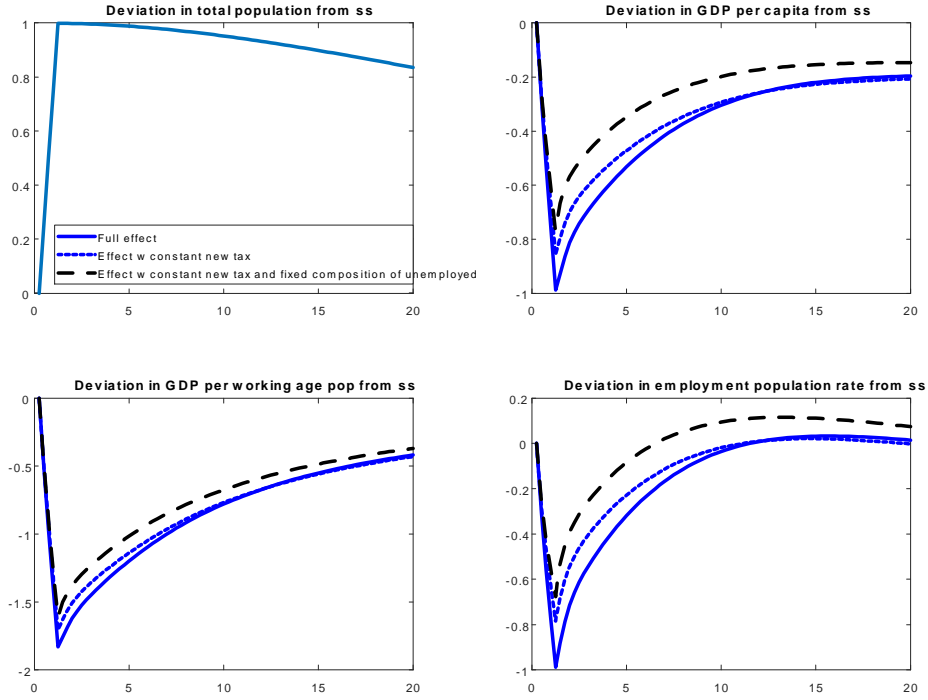 Deviation in total population from ss
1
0.8
0.6
0.4
0.2
0
0 5 10 15 20
Full effect
Effect w constant new tax
Effect w constant new tax and fixed composition of unemployed
Deviation in GDP per capita from ss
0
-0.2
-0.4
-0.6
-0.8
-1
0 5 10 15 20
Deviation in GDP per working age pop from ss
0
-0.5
-1
-1.5
-2
0 5 10 15 20
Deviation in employment population rate from ss
0.2
0
-0.2
-0.4
-0.6
-0.8
-1
0 5 10 15 20